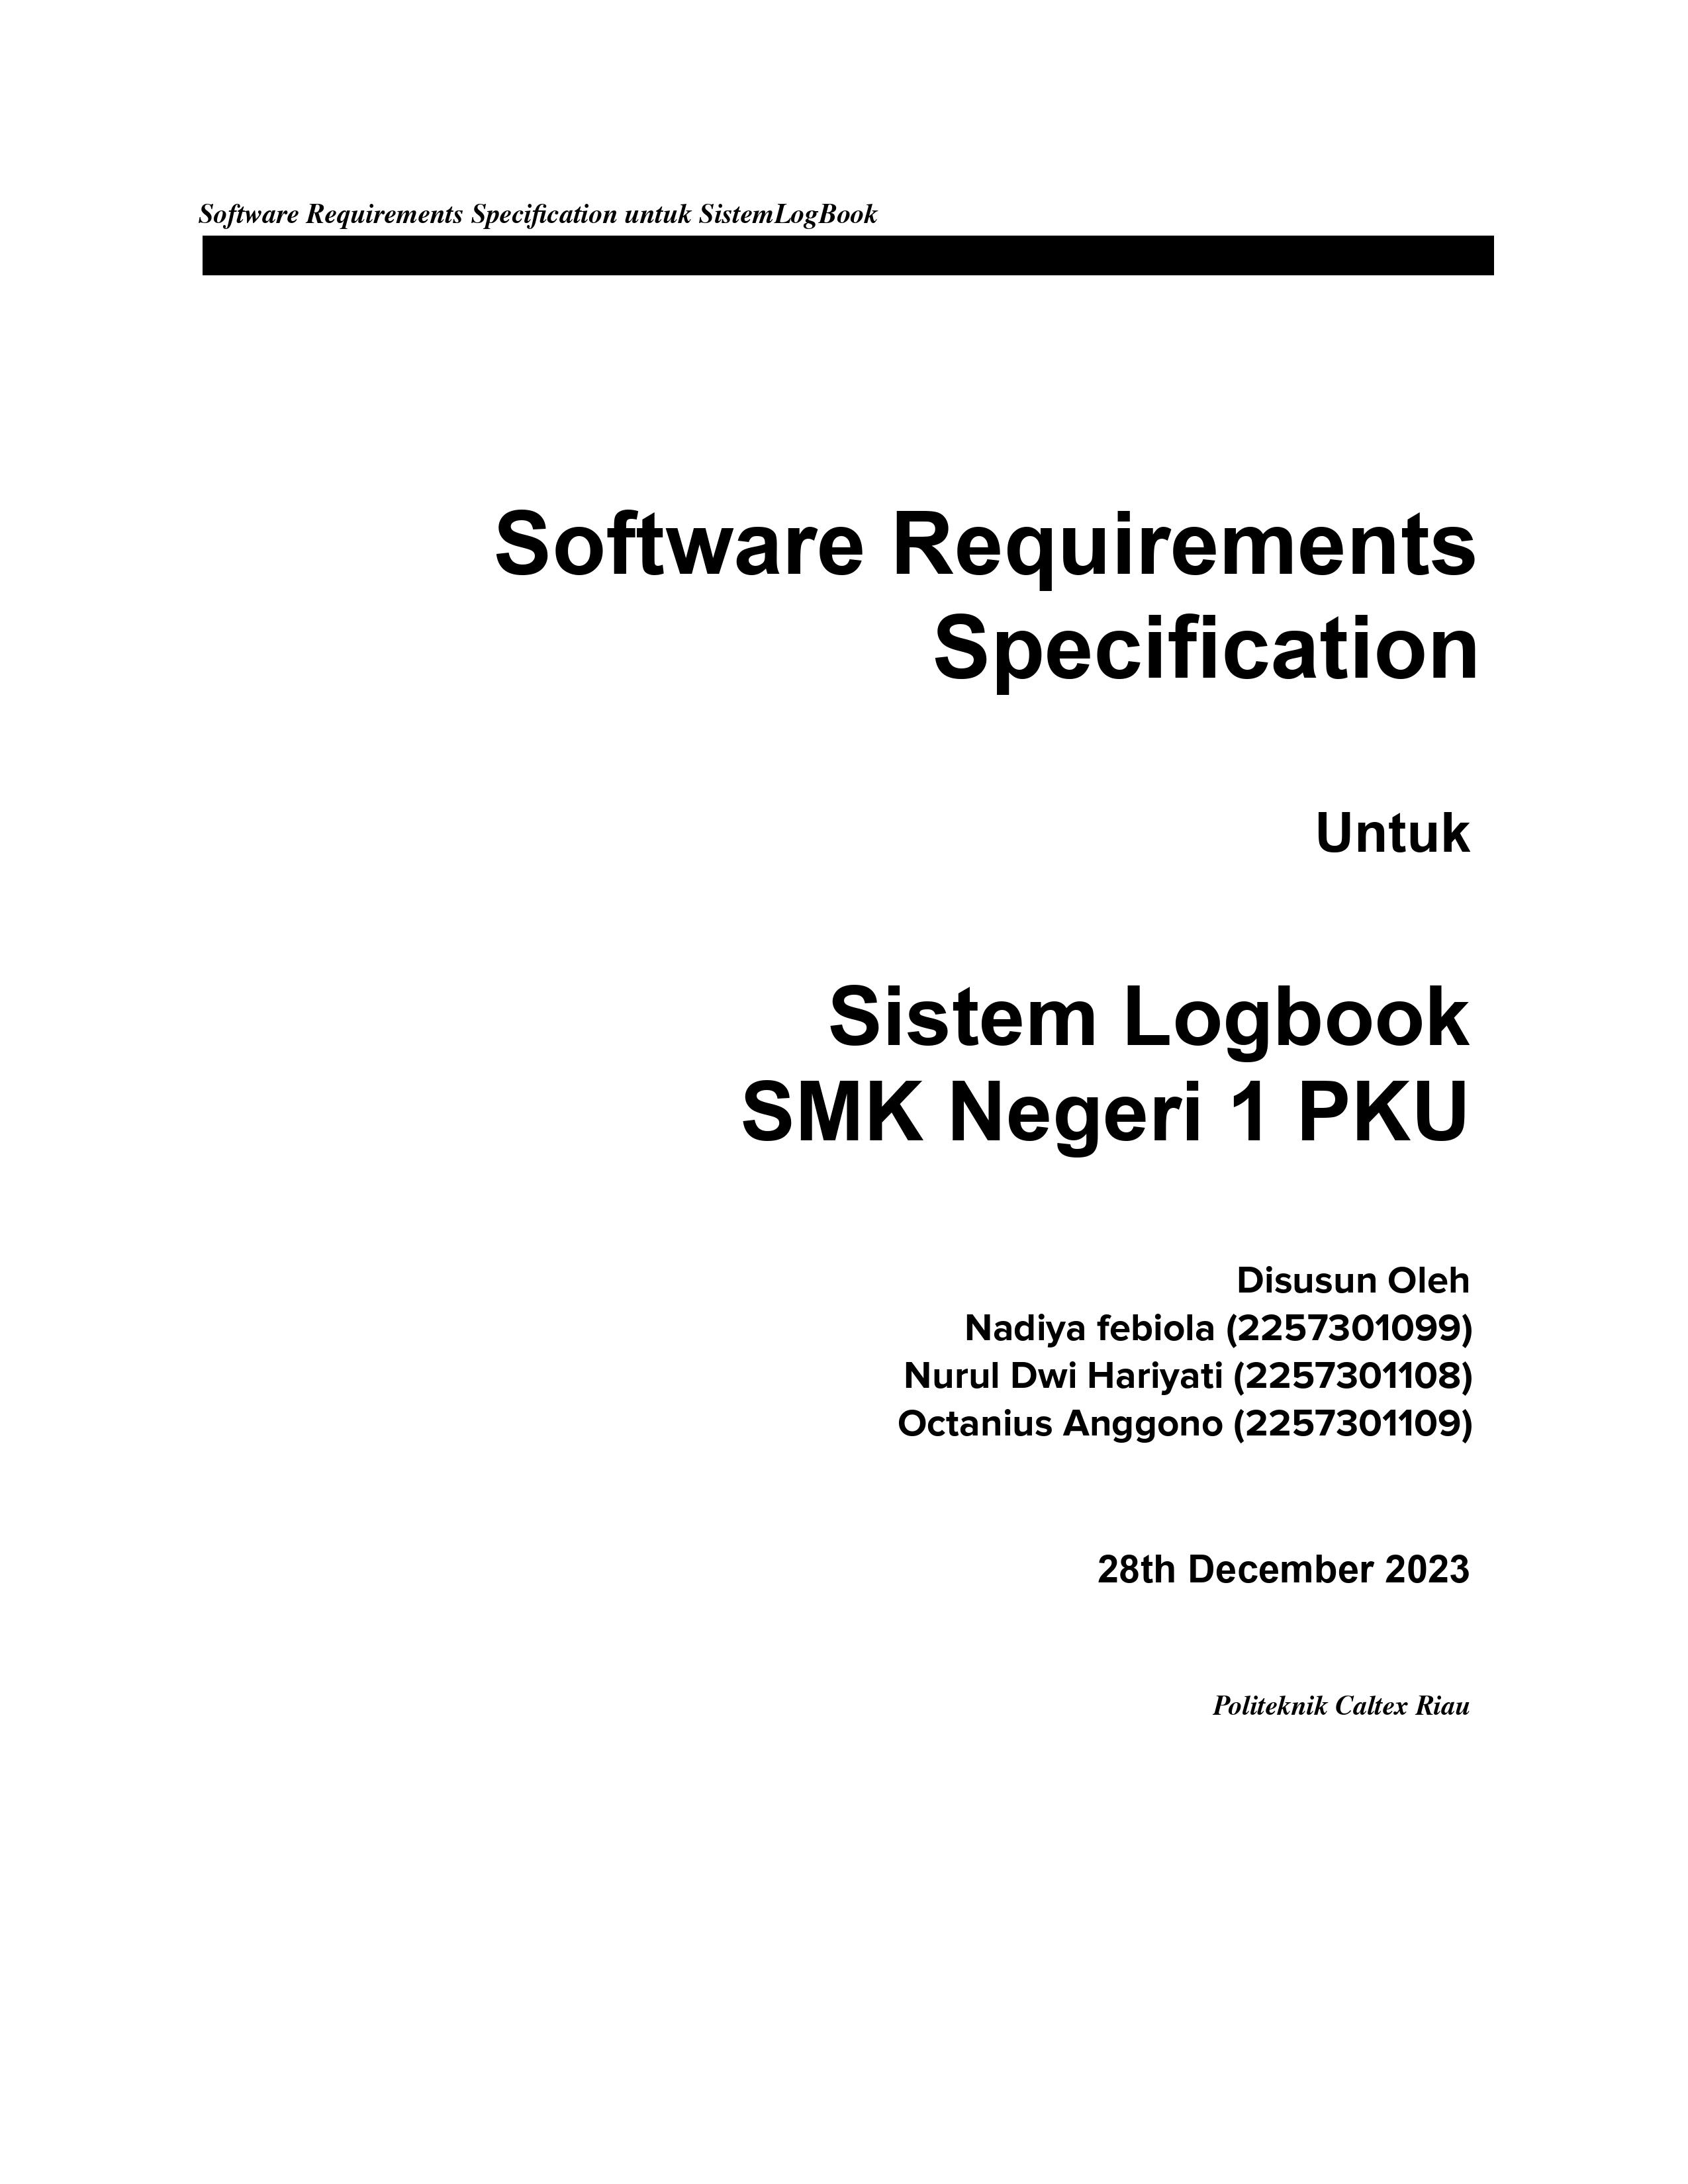 Software Requirements Specification untuk SistemLogBook
Software Requirements
Specification
Untuk
Sistem Logbook
SMK Negeri 1 PKU
Disusun Oleh
Nadiya febiola (2257301099)
Nurul Dwi Hariyati (2257301108)
Octanius Anggono (2257301109)
28th December 2023
Politeknik Caltex Riau